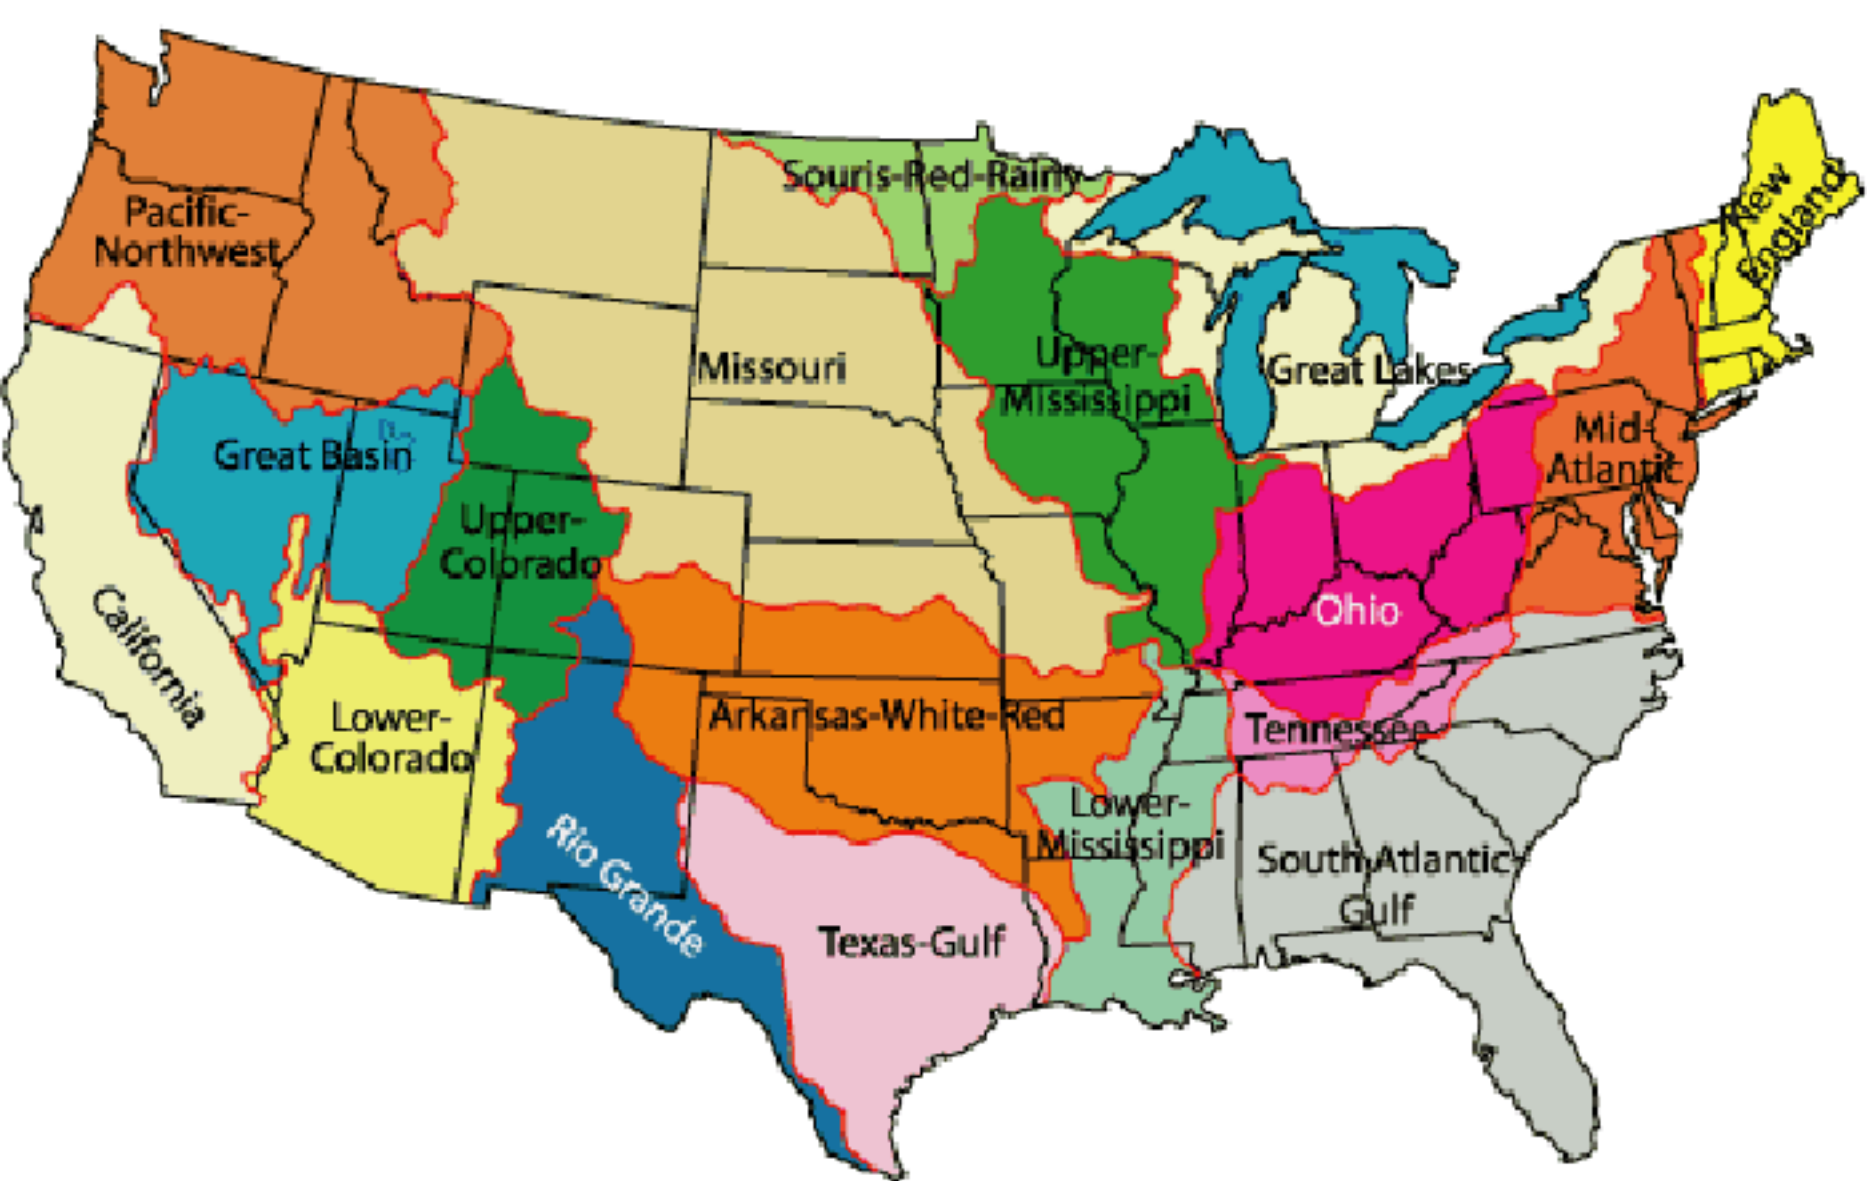 Souris-Red-Rainy
New
England
Pacific-
Northwest
Upper-
Mississippi
Missouri
Great Lakes
Great Basin
Mid-
Atlantic
Upper-
Colorado
Ohio
California
Lower-
Colorado
Arkansas-White-Red
Tennessee
Lower-
Mississippi
Rio Grande
South Atlantic
Gulf
Texas-Gulf